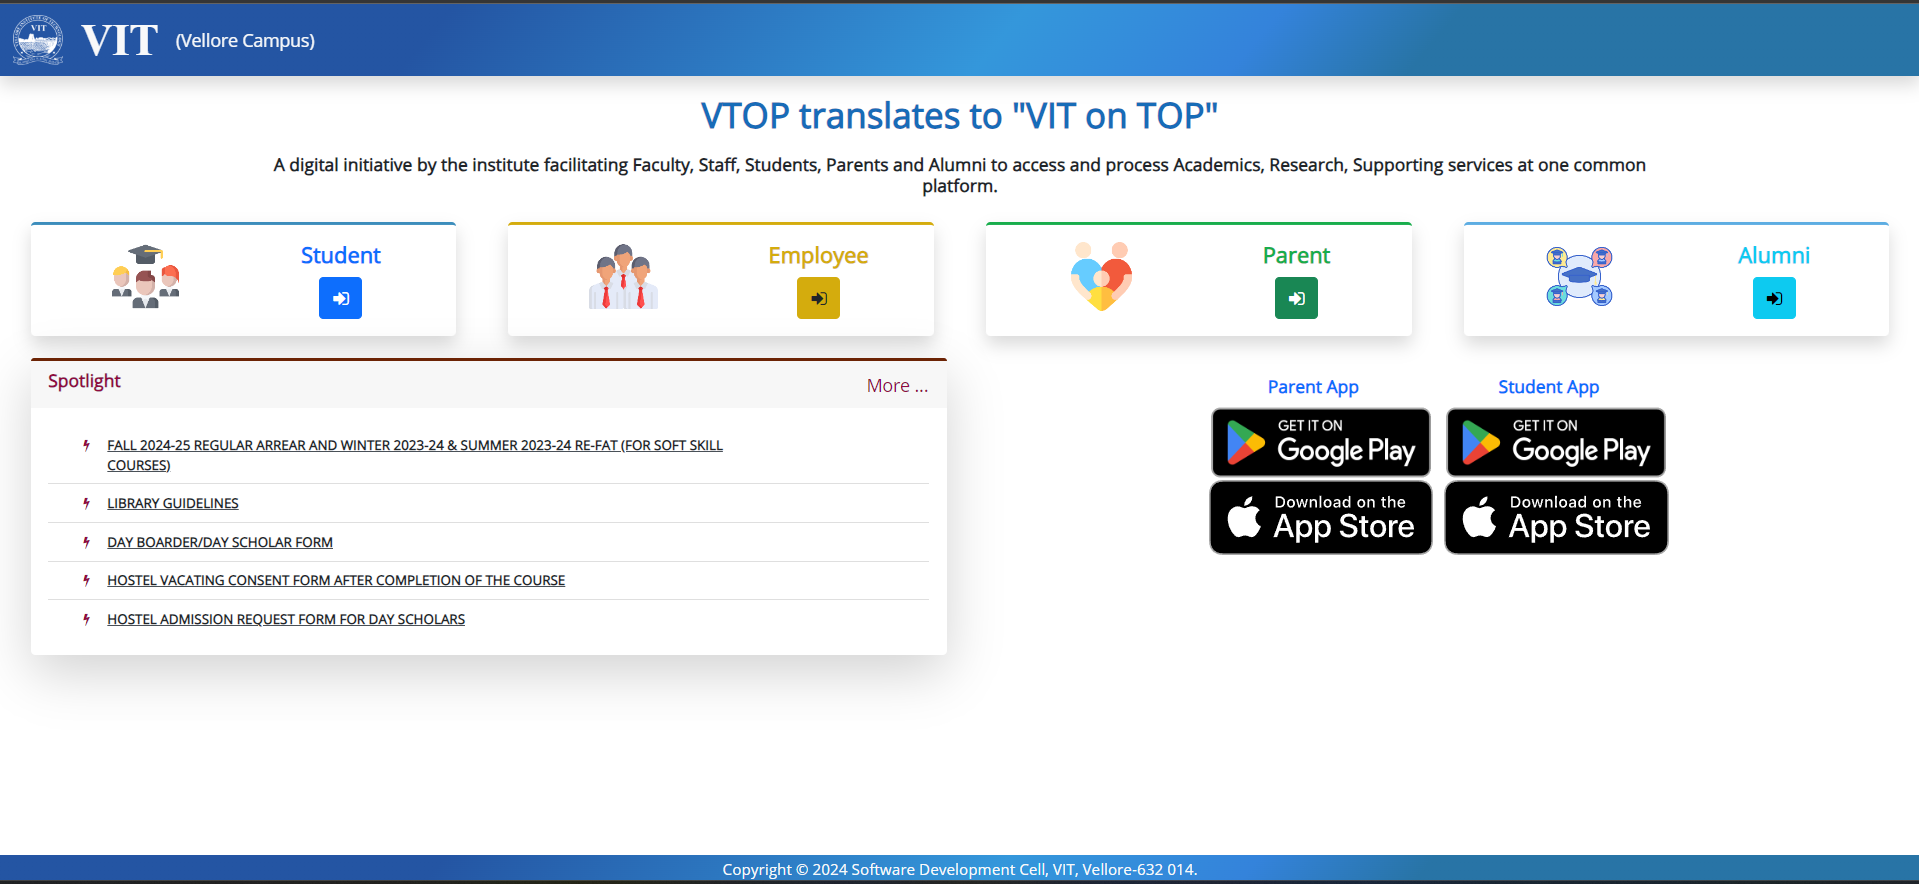 VIT
VIT (Vellore Campus)
VTOP translates to "VIT on TOP"
A digital initiative by the institute facilitating Faculty, Staff, Students, Parents and Alumni to access and process Academics, Research, Supporting services at one common
platform.
Student
Employee
Parent
Alumni
Spotlight
More ...
FALL 2024-25 REGULAR ARREAR AND WINTER 2023-24 & SUMMER 2023-24 RE-FAT (FOR SOFT SKILL
COURSES)
LIBRARY GUIDELINES
DAY BOARDER/DAY SCHOLAR FORM
HOSTEL VACATING CONSENT FORM AFTER COMPLETION OF THE COURSE
HOSTEL ADMISSION REQUEST FORM FOR DAY SCHOLARS
Parent App
GET IT ON
Google Play
Download on the
App Store
Student App
GET IT ON
Google Play
Download on the
App Store
Copyright © 2024 Software Development Cell, VIT, Vellore-632 014.